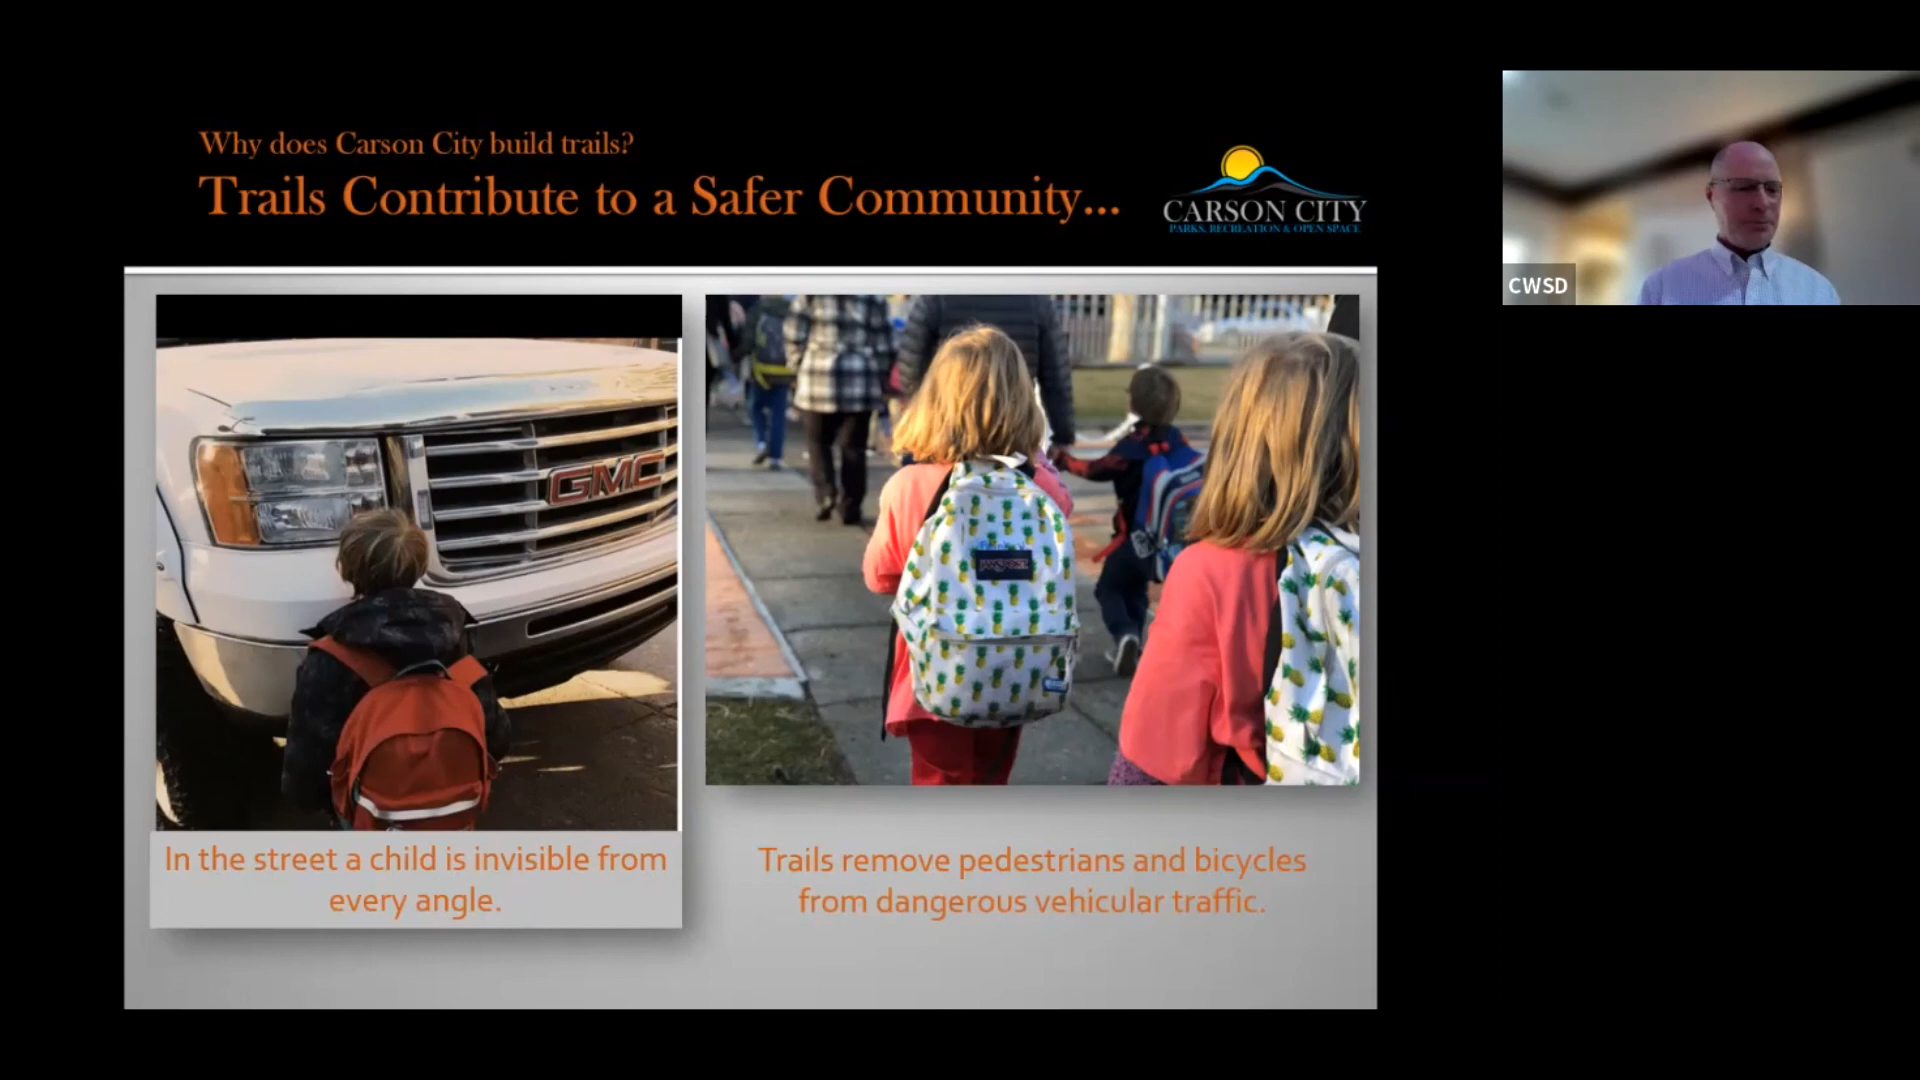 Why does Carson City build trails?
Trails Contribute to a Safer Community...
CARSON CITY
PARKS, RECREATION & OPEN SPACE
CWSD
GMC
JANSPORT
In the street a child is invisible from
every angle.
Trails remove pedestrians and bicycles
from dangerous vehicular traffic.